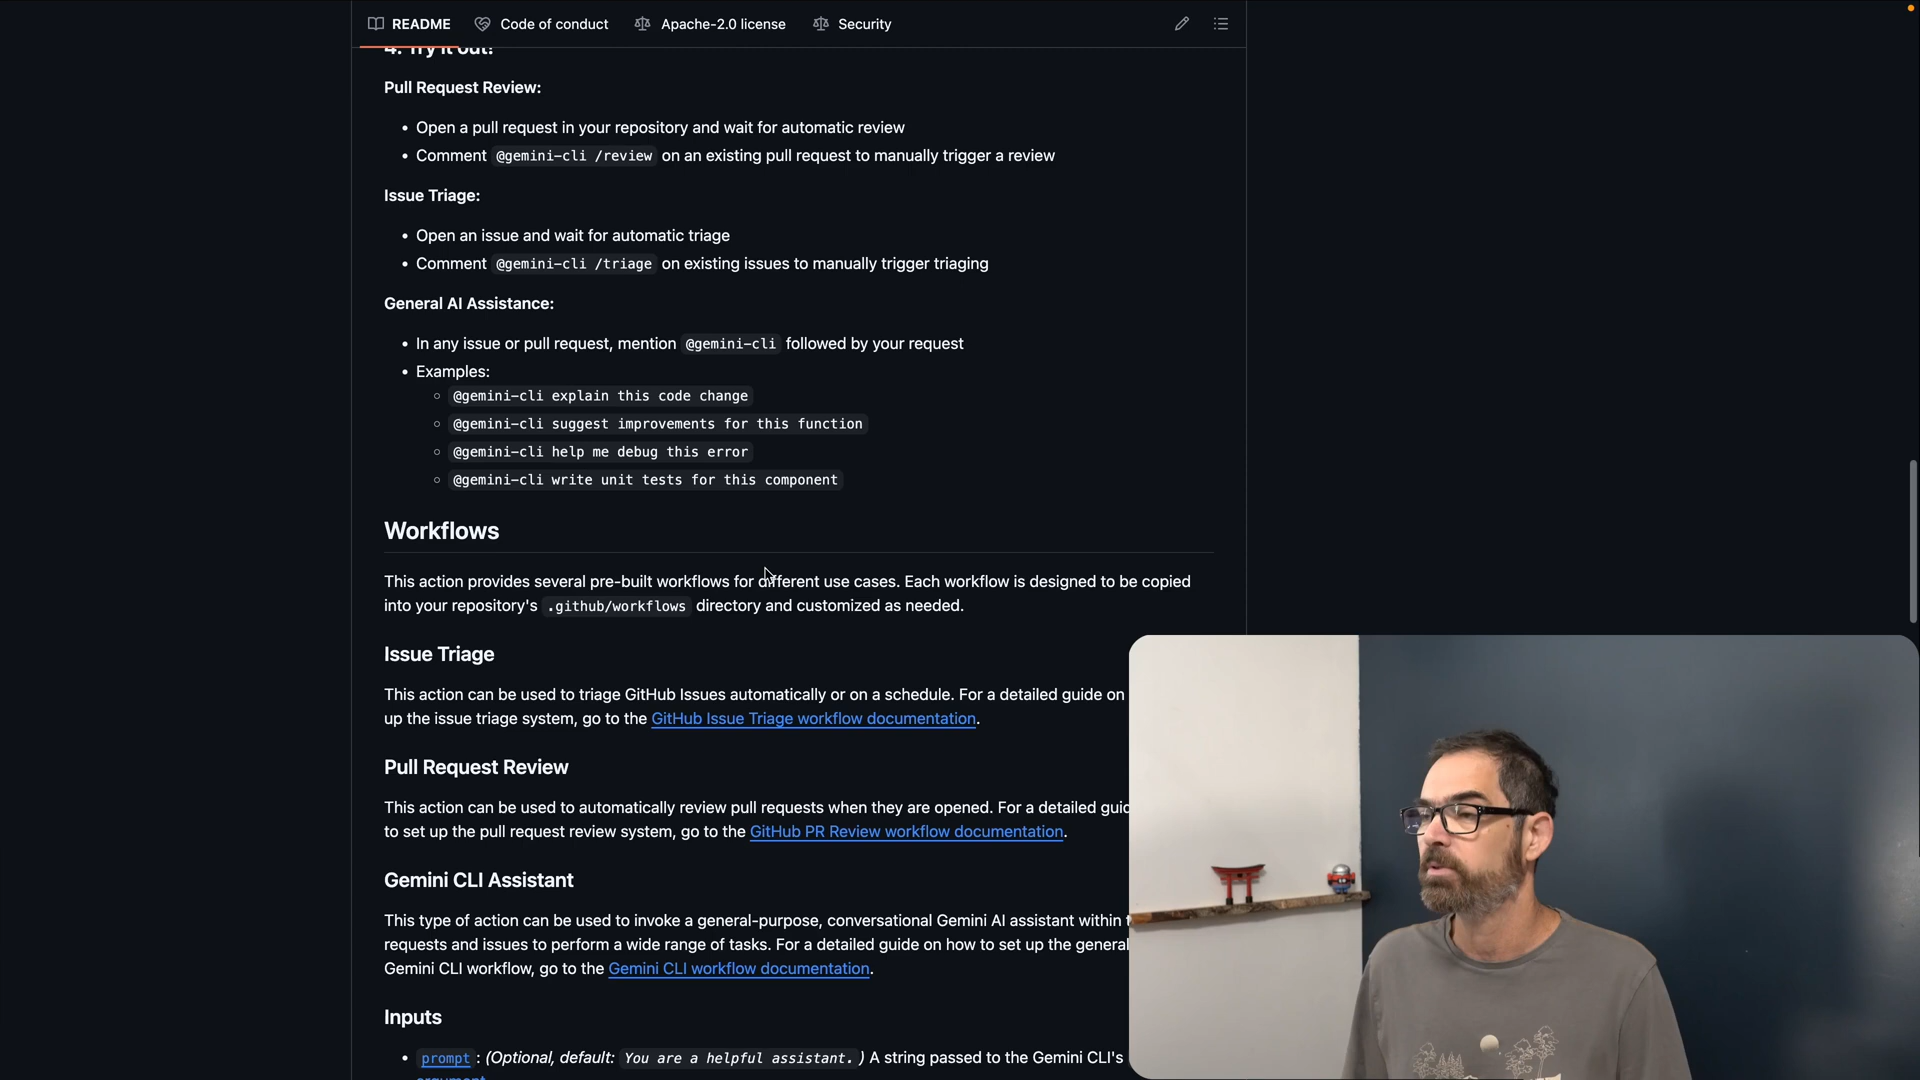 README
Code of conduct
Apache-2.0 license
Security
4. Try it out!
Pull Request Review:
• Open a pull request in your repository and wait for automatic review
• Comment @gemini-cli /review on an existing pull request to manually trigger a review
Issue Triage:
• Open an issue and wait for automatic triage
• Comment @gemini-cli /triage on existing issues to manually trigger triaging
General AI Assistance:
• In any issue or pull request, mention @gemini-cli followed by your request
• Examples:
◦ @gemini-cli explain this code change
◦ @gemini-cli suggest improvements for this function
◦ @gemini-cli help me debug this error
◦ @gemini-cli write unit tests for this component
Workflows
This action provides several pre-built workflows for different use cases. Each workflow is designed to be copied
into your repository's .github/workflows directory and customized as needed.
Issue Triage
This action can be used to triage GitHub Issues automatically or on a schedule. For a detailed guide on
up the issue triage system, go to the GitHub Issue Triage workflow documentation.
Pull Request Review
This action can be used to automatically review pull requests when they are opened. For a detailed
to set up the pull request review system, go to the GitHub PR Review workflow documentation.
Gemini CLI Assistant
This type of action can be used to invoke a general-purpose, conversational Gemini AI assistant within
requests and issues to perform a wide range of tasks. For a detailed guide on how to set up the general
Gemini CLI workflow, go to the Gemini CLI workflow documentation.
Inputs
• prompt : (Optional, default: You are a helpful assistant. ) A string passed to the Gemini CLI's